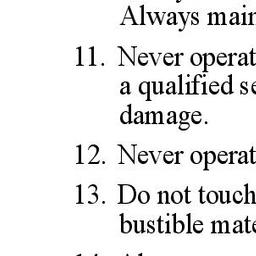 Always main
11. Never operat
a qualified se
damage.
12. Never operat
13. Do not touch
bustible mate